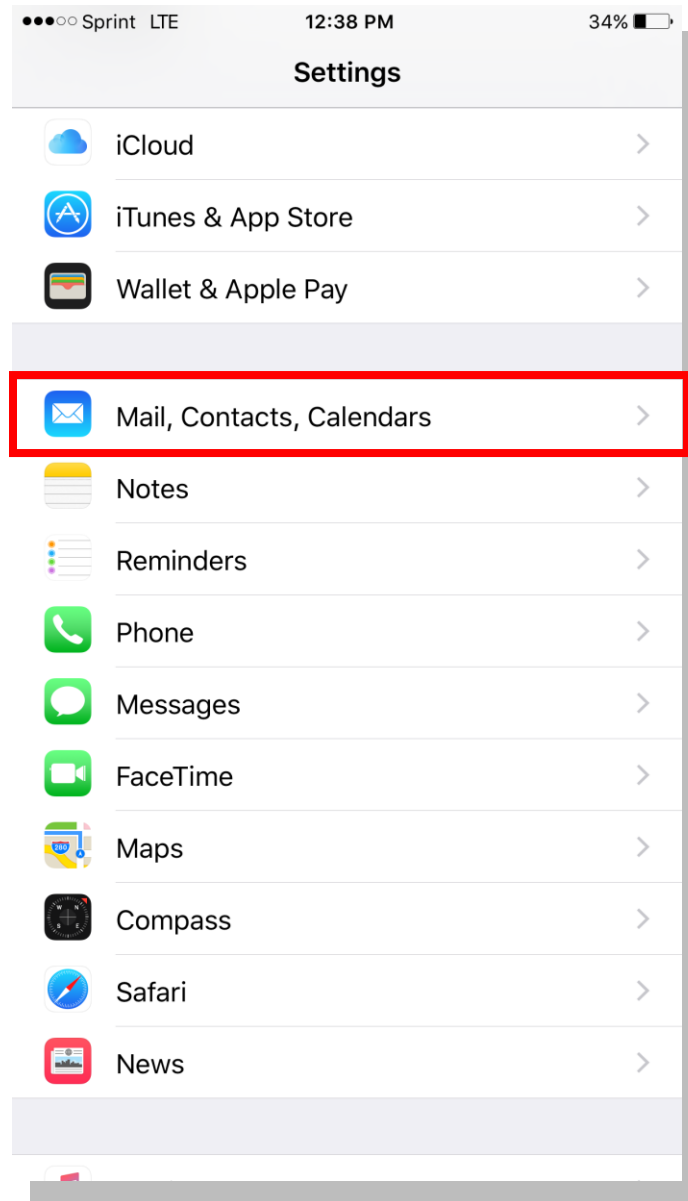 Sprint LTE 12:38 PM 34%
Settings
iCloud
iTunes & App Store
Wallet & Apple Pay
Mail, Contacts, Calendars
Notes
Reminders
Phone
Messages
FaceTime
280
Maps
W N
S E
Compass
Safari
News